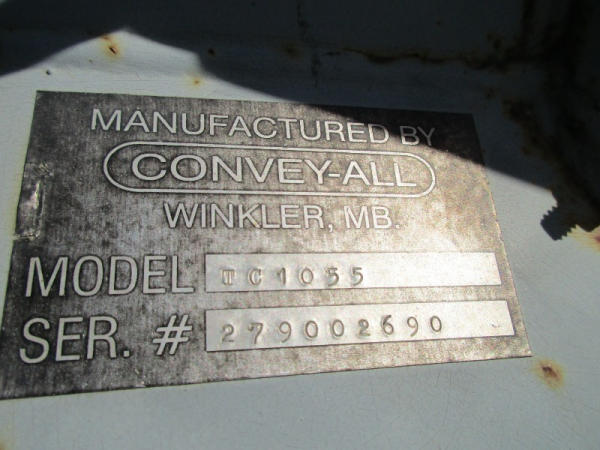 MANUFACTURED BY
CONVEY-ALL
WINKLER, MB.
MODEL TC1055
SER. # 279002690